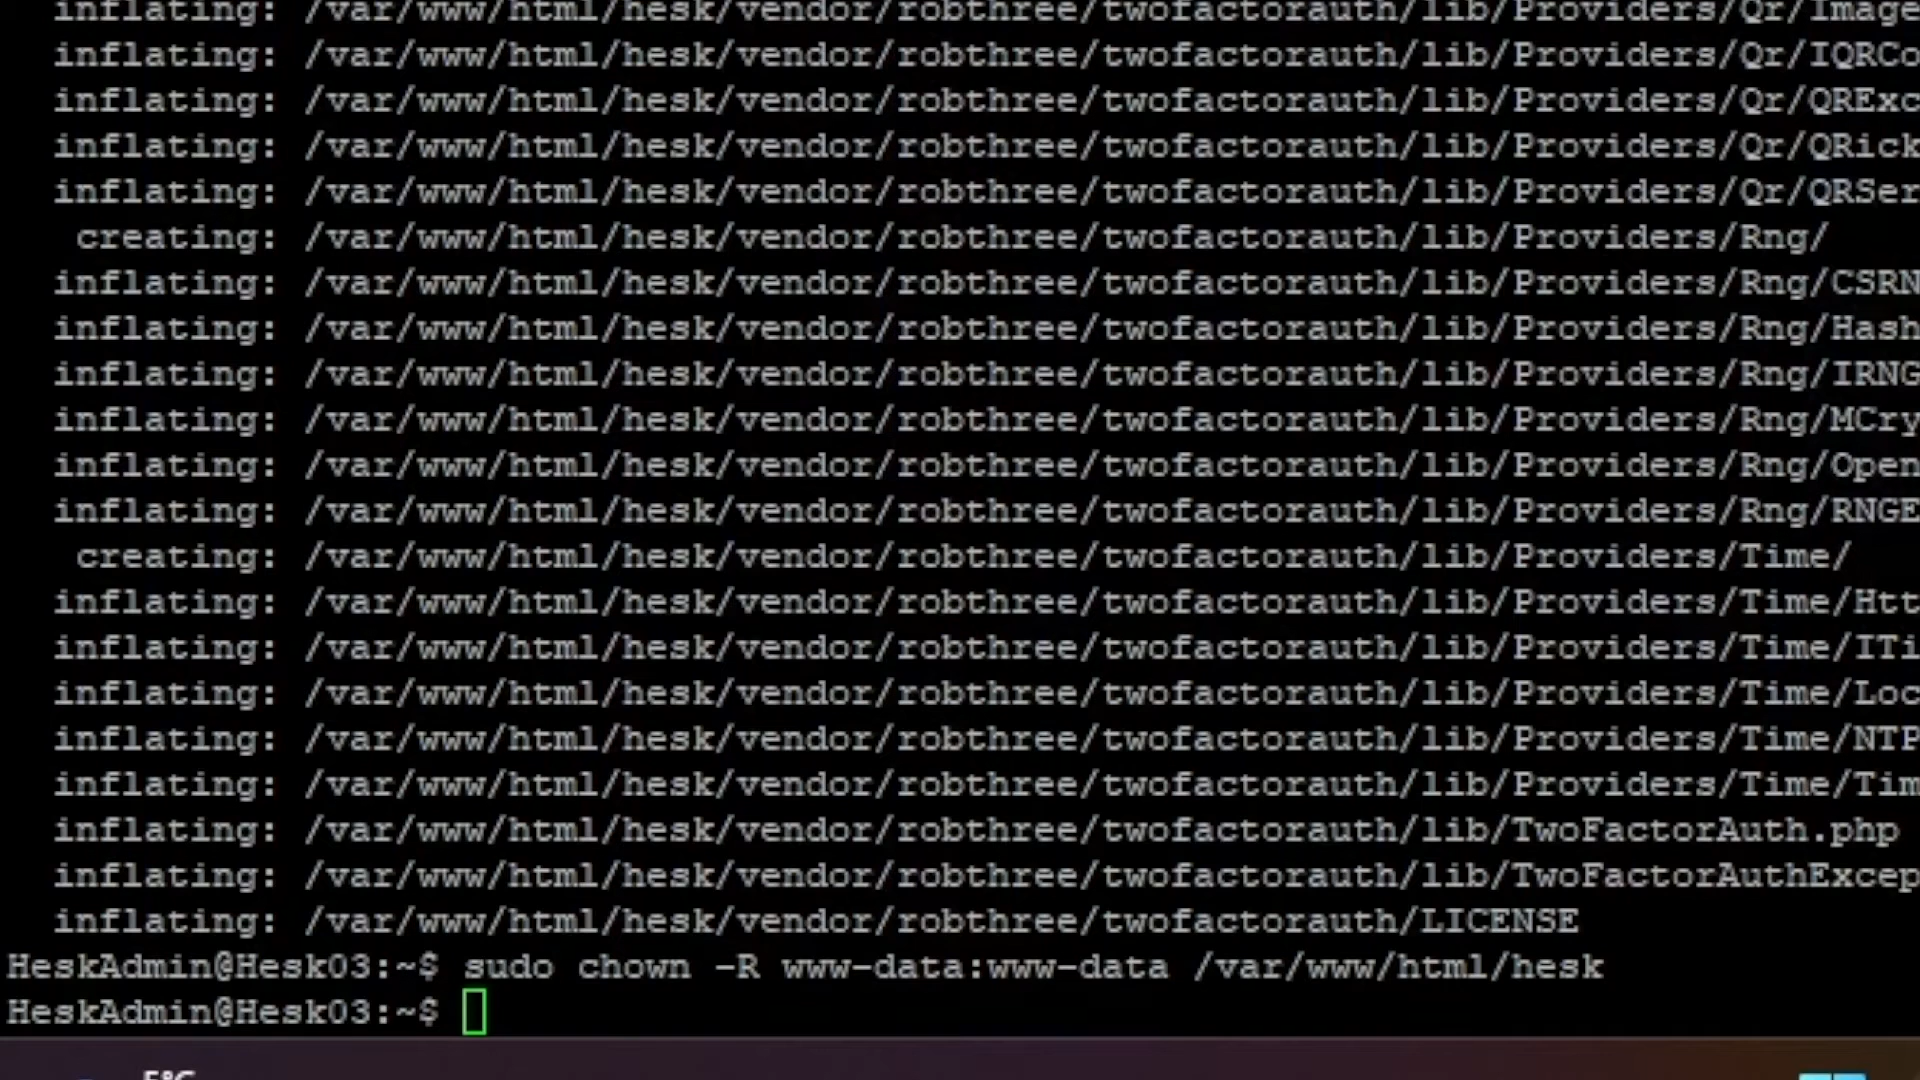 inflating: /var/www/html/hesk/vendor/robthree/twofactorauth/lib/Providers/Qr/Image
inflating: /var/www/html/hesk/vendor/robthree/twofactorauth/lib/Providers/Qr/IQRCo
inflating: /var/www/html/hesk/vendor/robthree/twofactorauth/lib/Providers/Qr/QRExc
inflating: /var/www/html/hesk/vendor/robthree/twofactorauth/lib/Providers/Qr/QRick
inflating: /var/www/html/hesk/vendor/robthree/twofactorauth/lib/Providers/Qr/QRSer
creating: /var/www/html/hesk/vendor/robthree/twofactorauth/lib/Providers/Rng/
inflating: /var/www/html/hesk/vendor/robthree/twofactorauth/lib/Providers/Rng/CSRN
inflating: /var/www/html/hesk/vendor/robthree/twofactorauth/lib/Providers/Rng/Hash
inflating: /var/www/html/hesk/vendor/robthree/twofactorauth/lib/Providers/Rng/IRNG
inflating: /var/www/html/hesk/vendor/robthree/twofactorauth/lib/Providers/Rng/MCry
inflating: /var/www/html/hesk/vendor/robthree/twofactorauth/lib/Providers/Rng/Open
inflating: /var/www/html/hesk/vendor/robthree/twofactorauth/lib/Providers/Rng/RNGE
creating: /var/www/html/hesk/vendor/robthree/twofactorauth/lib/Providers/Time/
inflating: /var/www/html/hesk/vendor/robthree/twofactorauth/lib/Providers/Time/Htt
inflating: /var/www/html/hesk/vendor/robthree/twofactorauth/lib/Providers/Time/ITi
inflating: /var/www/html/hesk/vendor/robthree/twofactorauth/lib/Providers/Time/Loc
inflating: /var/www/html/hesk/vendor/robthree/twofactorauth/lib/Providers/Time/NTP
inflating: /var/www/html/hesk/vendor/robthree/twofactorauth/lib/Providers/Time/Tim
inflating: /var/www/html/hesk/vendor/robthree/twofactorauth/lib/TwoFactorAuth.php
inflating: /var/www/html/hesk/vendor/robthree/twofactorauth/lib/TwoFactorAuthExcep
inflating: /var/www/html/hesk/vendor/robthree/twofactorauth/LICENSE
HeskAdmin@Hesk03:~$ sudo chown -R www-data:www-data /var/www/html/hesk
HeskAdmin@Hesk03:~$